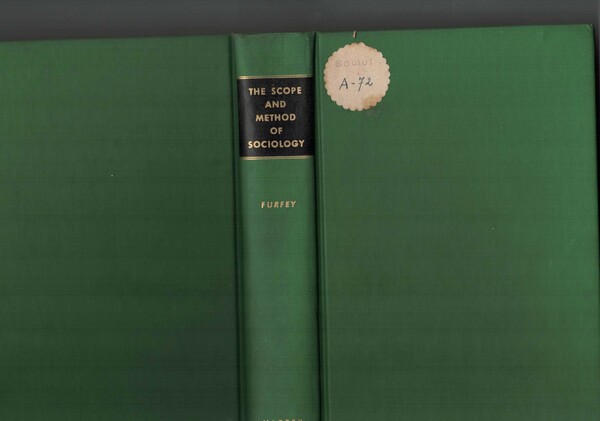 THE SCOPE
AND
METHOD
OF
SOCIOLOGY
FURFEY
A-72